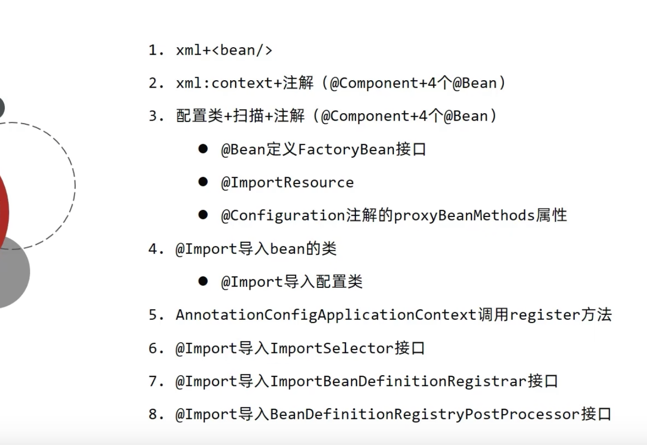 1. xml+<bean/>
2. xml:context+注解（@Component+4个@Bean）
3. 配置类+扫描+注解（@Component+4个@Bean）
● @Bean定义FactoryBean接口
● @ImportResource
● @Configuration注解的proxyBeanMethods属性
4. @Import导入bean的类
● @Import导入配置类
5. AnnotationConfigApplicationContext调用register方法
6. @Import导入ImportSelector接口
7. @Import导入ImportBeanDefinitionRegistrar接口
8. @Import导入BeanDefinitionRegistryPostProcessor接口